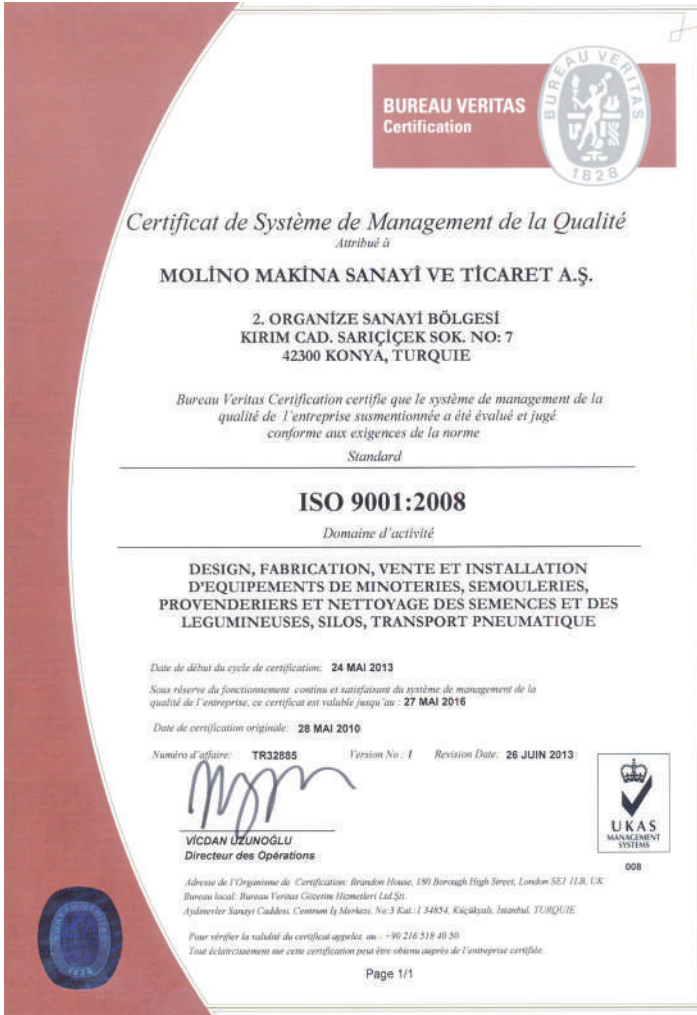 BUREAU VERITAS
Certification
BUREAU VERITAS
1828
Certificat de Système de Management de la Qualité
Attribué à
MOLİNO MAKİNA SANAYİ VE TİCARET A.Ş.
2. ORGANİZE SANAYİ BÖLGESİ
KIRIM CAD. SARIÇİÇEK SOK. NO: 7
42300 KONYA, TURQUIE
Bureau Veritas Certification certifie que le système de management de la
qualité de l'entreprise susmentionnée a été évalué et jugé
conforme aux exigences de la norme
Standard
ISO 9001:2008
Domaine d'activité
DESIGN, FABRICATION, VENTE ET INSTALLATION
D'EQUIPEMENTS DE MINOTERIES, SEMOULERIES,
PROVENDERIERS ET NETTOYAGE DES SEMENCES ET DES
LEGUMINEUSES, SILOS, TRANSPORT PNEUMATIQUE
Date de début du cycle de certification: 24 MAI 2013
Sous réserve du fonctionnement continu et satisfaisant du système de management de la
qualité de l'entreprise, ce certificat est valable jusqu'au : 27 MAI 2016
Date de certification originale: 28 MAI 2010
Numéro d'affaire: TR32885 Version No : 1 Revision Date: 26 JUIN 2013
VİCDAN UZUNOĞLU
Directeur des Opérations
UKAS
MANAGEMENT
SYSTEMS
008
Adresse de l'Organisme de Certification: Brandon House, 180 Borough High Street, London SE1 1LB, UK
Bureau local: Bureau Veritas Gözetim Hizmetleri Ltd.Şti.
Aydınevler Sanayi Caddesi. Centrum İş Merkezi. No:3 Kat:1 34854, Küçükyalı, İstanbul, TURQUIE
Pour vérifier la validité du certificat appelez au : +90 216 518 40 50
Tout éclaircissement sur cette certification peut être obtenu auprès de l'entreprise certifiée.
1828
Page 1/1